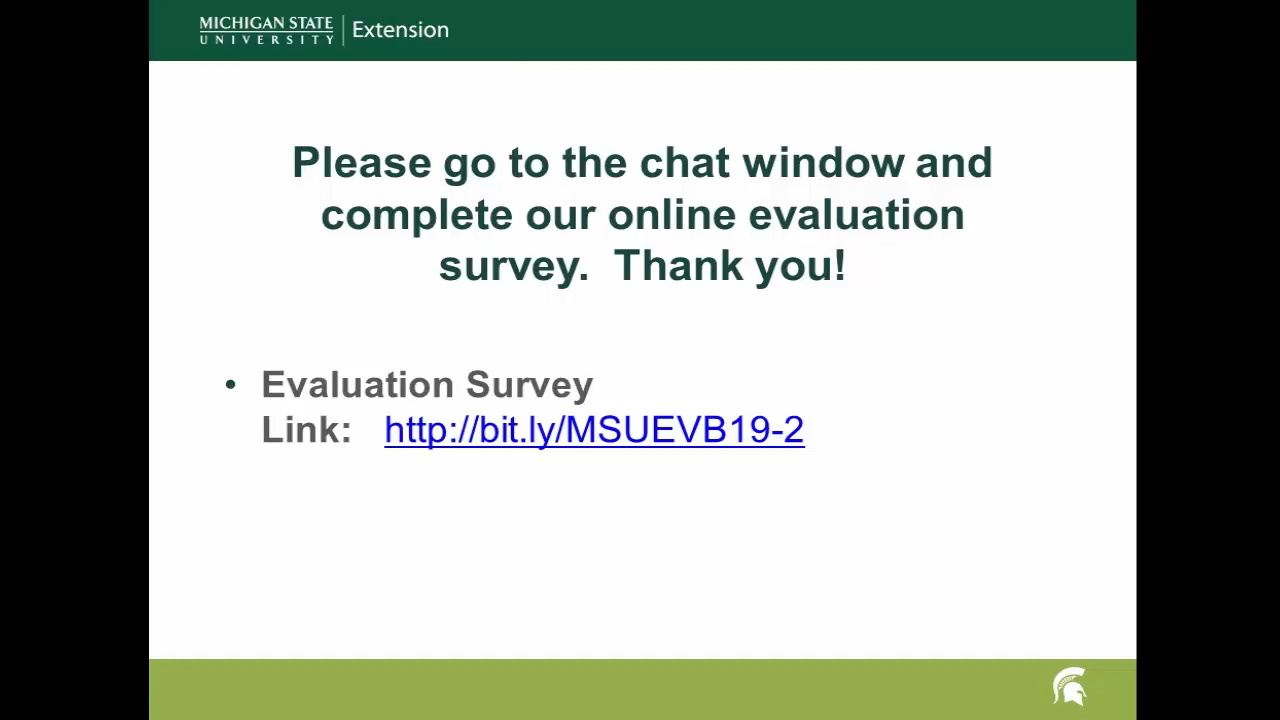 MICHIGAN STATE
UNIVERSITY
Extension
Please go to the chat window and
complete our online evaluation
survey.  Thank you!
• Evaluation Survey
Link: http://bit.ly/MSUEVB19-2